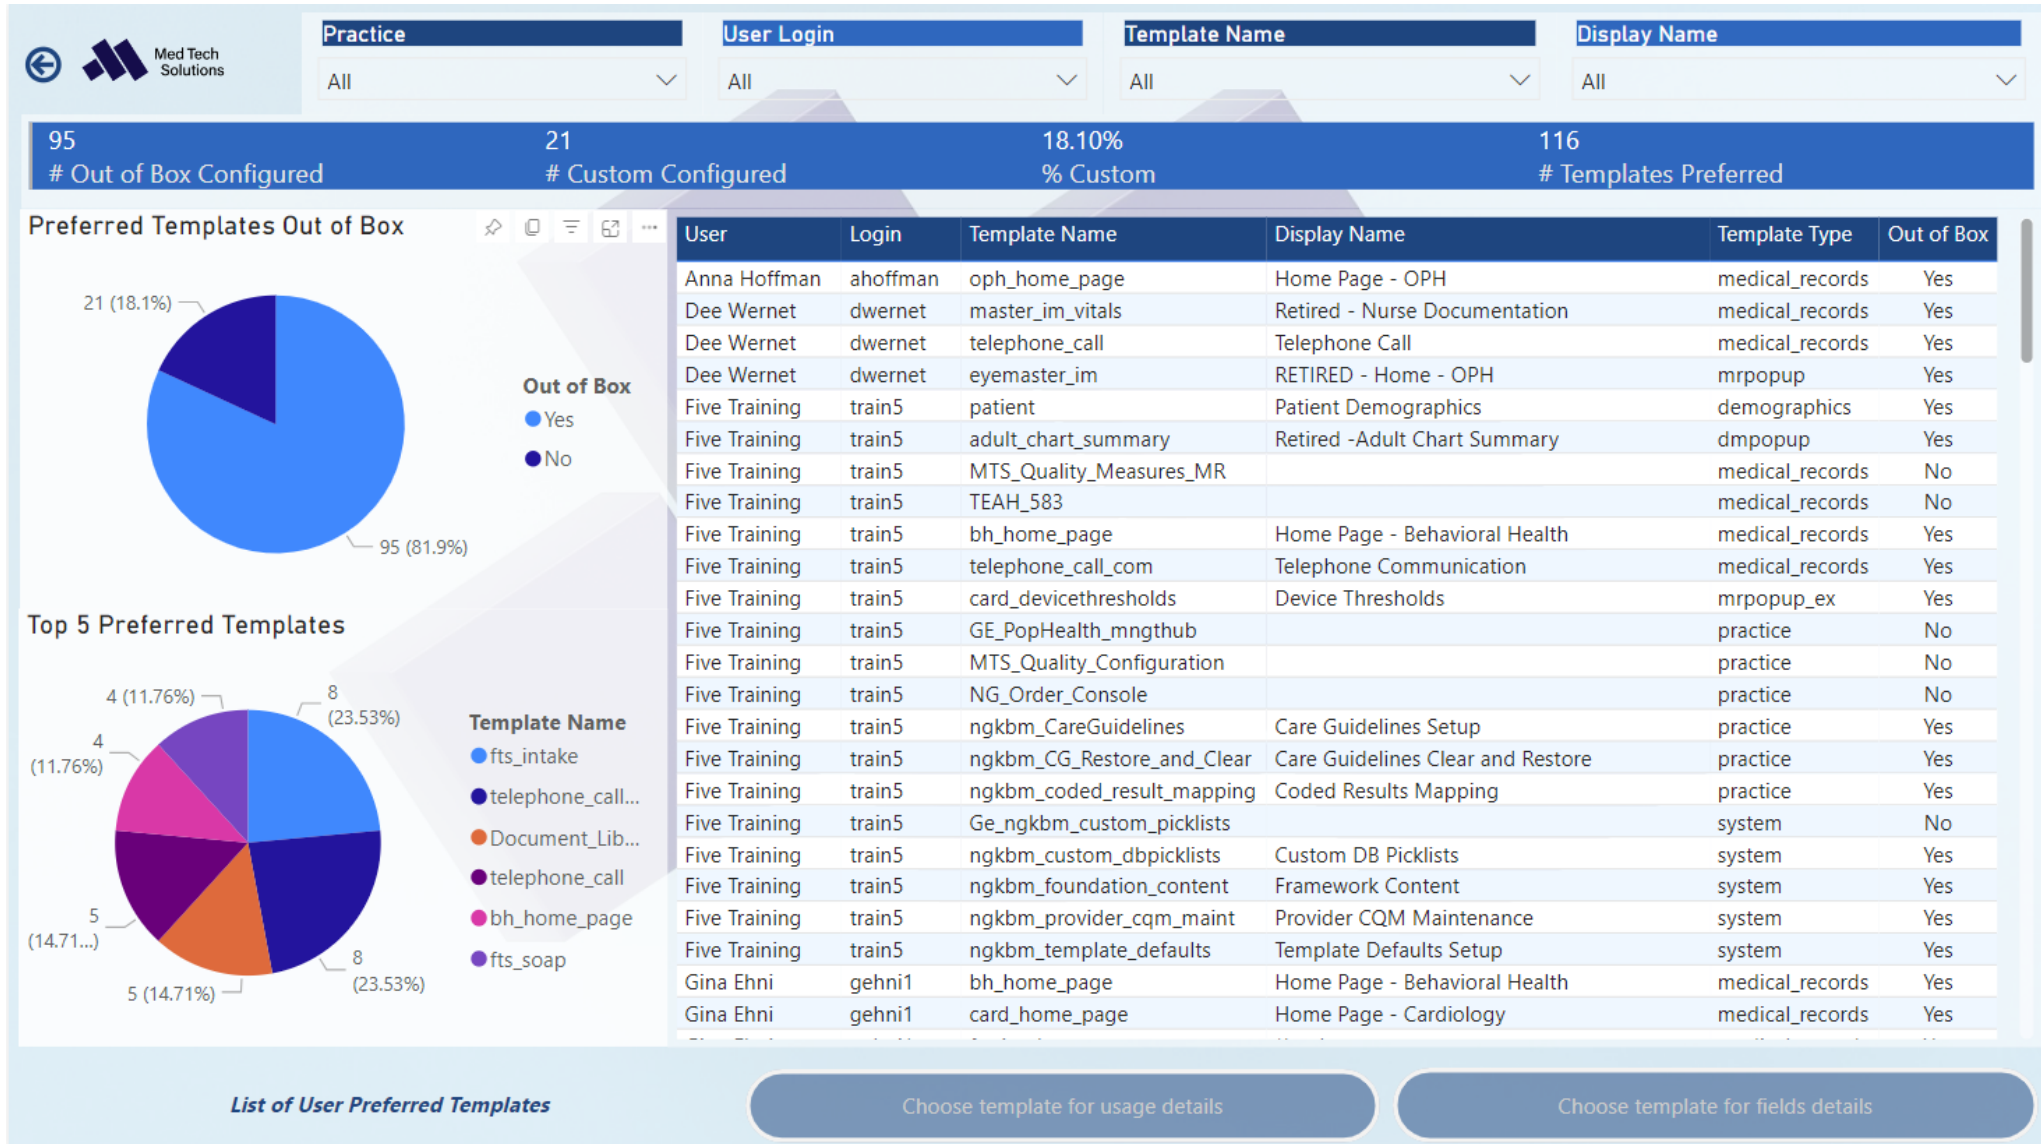 Med Tech
Solutions
Practice
All
User Login
All
Template Name
All
Display Name
All
95
# Out of Box Configured
21
# Custom Configured
18.10%
% Custom
116
# Templates Preferred
Preferred Templates Out of Box
21 (18.1%)
95 (81.9%)
Out of Box
Yes
No
Top 5 Preferred Templates
4 (11.76%)
8
(23.53%)
4
(11.76%)
5
(14.71...)
5 (14.71%)
8
(23.53%)
Template Name
fts_intake
telephone_call...
Document_Lib...
telephone_call
bh_home_page
fts_soap
User Login Template Name Display Name Template Type Out of Box
Anna Hoffman ahoffman oph_home_page Home Page - OPH medical_records Yes
Dee Wernet dwernet master_im_vitals Retired - Nurse Documentation medical_records Yes
Dee Wernet dwernet telephone_call Telephone Call medical_records Yes
Dee Wernet dwernet eyemaster_im RETIRED - Home - OPH mrpopup Yes
Five Training train5 patient Patient Demographics demographics Yes
Five Training train5 adult_chart_summary Retired -Adult Chart Summary dmpopup Yes
Five Training train5 MTS_Quality_Measures_MR medical_records No
Five Training train5 TEAH_583 medical_records No
Five Training train5 bh_home_page Home Page - Behavioral Health medical_records Yes
Five Training train5 telephone_call_com Telephone Communication medical_records Yes
Five Training train5 card_devicethresholds Device Thresholds mrpopup_ex Yes
Five Training train5 GE_PopHealth_mngthub practice No
Five Training train5 MTS_Quality_Configuration practice No
Five Training train5 NG_Order_Console practice No
Five Training train5 ngkbm_CareGuidelines Care Guidelines Setup practice Yes
Five Training train5 ngkbm_CG_Restore_and_Clear Care Guidelines Clear and Restore practice Yes
Five Training train5 ngkbm_coded_result_mapping Coded Results Mapping practice Yes
Five Training train5 Ge_ngkbm_custom_picklists system No
Five Training train5 ngkbm_custom_dbpicklists Custom DB Picklists system Yes
Five Training train5 ngkbm_foundation_content Framework Content system Yes
Five Training train5 ngkbm_provider_cqm_maint Provider CQM Maintenance system Yes
Five Training train5 ngkbm_template_defaults Template Defaults Setup system Yes
Gina Ehni gehni1 bh_home_page Home Page - Behavioral Health medical_records Yes
Gina Ehni gehni1 card_home_page Home Page - Cardiology medical_records Yes
List of User Preferred Templates
Choose template for usage details
Choose template for fields details